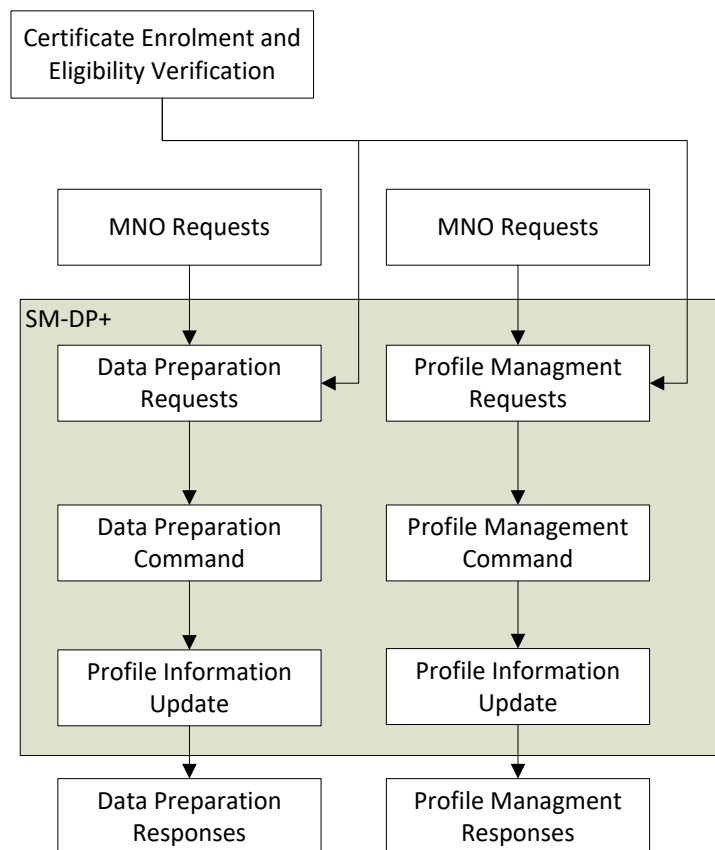 Certificate Enrolment and
Eligibility Verification
MNO Requests
MNO Requests
SM-DP+
Data Preparation
Requests
Profile Managment
Requests
Data Preparation
Command
Profile Management
Command
Profile Information
Update
Profile Information
Update
Data Preparation
Responses
Profile Managment
Responses